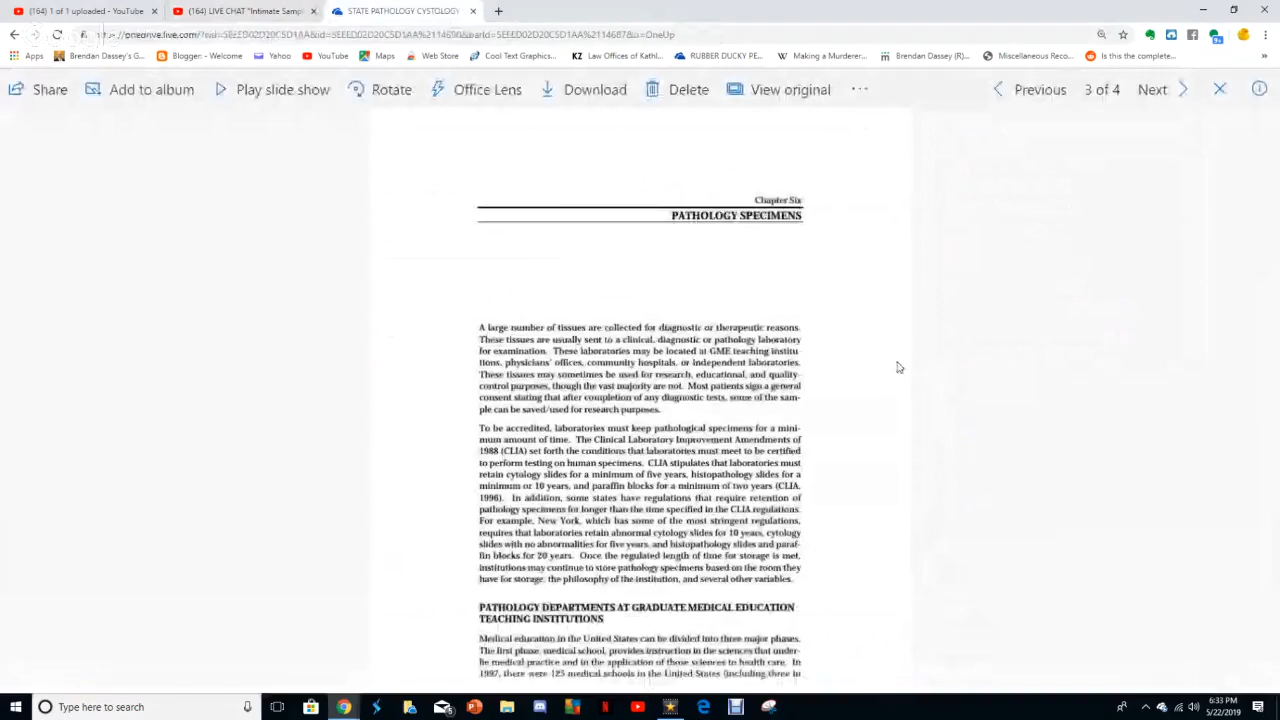 (164) 1 of 1 uploaded - YouTube
(164) LIVE CHAT "Intimate Sampl
STATE PATHOLOGY CYSTOLOGY
Apps
Brendan Dassey's G...
Blogger: - Welcome
Yahoo
YouTube
Maps
Web Store
Cool Text Graphics...
KZ Law Offices of Kathl...
RUBBER DUCKY PE...
W Making a Murderer...
Brendan Dassey (R)...
Miscellaneous Reco...
Is this the complete...
»
Share
Add to album
Play slide show
Rotate
Office Lens
Download
Delete
View original
···
Previous
3 of 4
Next
Chapter Six
PATHOLOGY SPECIMENS
A large number of tissues are collected for diagnostic or therapeutic reasons.
These tissues are usually sent to a clinical, diagnostic or pathology laboratory
for examination. These laboratories may be located at GME teaching institu-
tions, physicians' offices, community hospitals, or independent laboratories.
These tissues may sometimes be used for research, educational, and quality-
control purposes, though the vast majority are not. Most patients sign a general
consent stating that after completion of any diagnostic tests, some of the sam-
ple can be saved/used for research purposes.
To be accredited, laboratories must keep pathological specimens for a mini-
mum amount of time. The Clinical Laboratory Improvement Amendments of
1988 (CLIA) set forth the conditions that laboratories must meet to be certified
to perform testing on human specimens. CLIA stipulates that laboratories must
retain cytology slides for a minimum of five years, histopathology slides for a
minimum or 10 years, and paraffin blocks for a minimum of two years (CLIA,
1996). In addition, some states have regulations that require retention of
pathology specimens for longer than the time specified in the CLIA regulations.
For example, New York, which has some of the most stringent regulations,
requires that laboratories retain abnormal cytology slides for 10 years, cytology
slides with no abnormalities for five years, and histopathology slides and paraf-
fin blocks for 20 years. Once the regulated length of time for storage is met,
institutions may continue to store pathology specimens based on the room they
have for storage, the philosophy of the institution, and several other variables.
PATHOLOGY DEPARTMENTS AT GRADUATE MEDICAL EDUCATION
TEACHING INSTITUTIONS
Medical education in the United States can be divided into three major phases.
The first phase, medical school, provides instruction in the sciences that under-
lie medical practice and in the application of those sciences to health care. In
1997, there were 125 medical schools in the United States (including three in
Type here to search
6:33 PM
5/22/2019